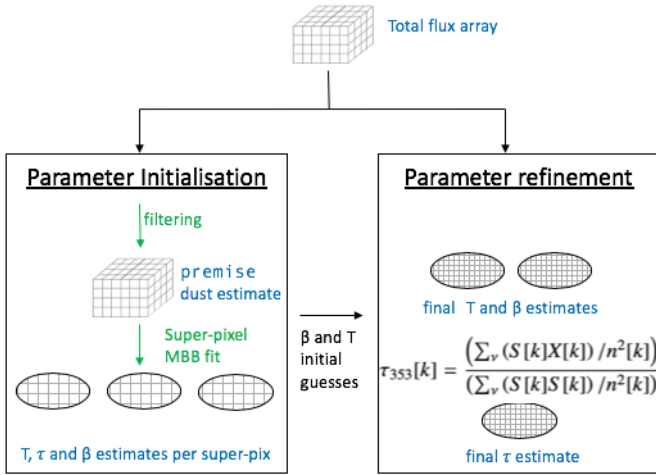 Total flux array
Parameter Initialisation
filtering
premise
dust estimate
Super-pixel
MBB fit
T, τ and β estimates per super-pix
β and T
initial
guesses
Parameter refinement
final T and β estimates
τ₃₅₃[k] = (∑ᵥ (S[k]X[k]) /n²[k]) / (∑ᵥ (S[k]S[k]) /n²[k])
final τ estimate